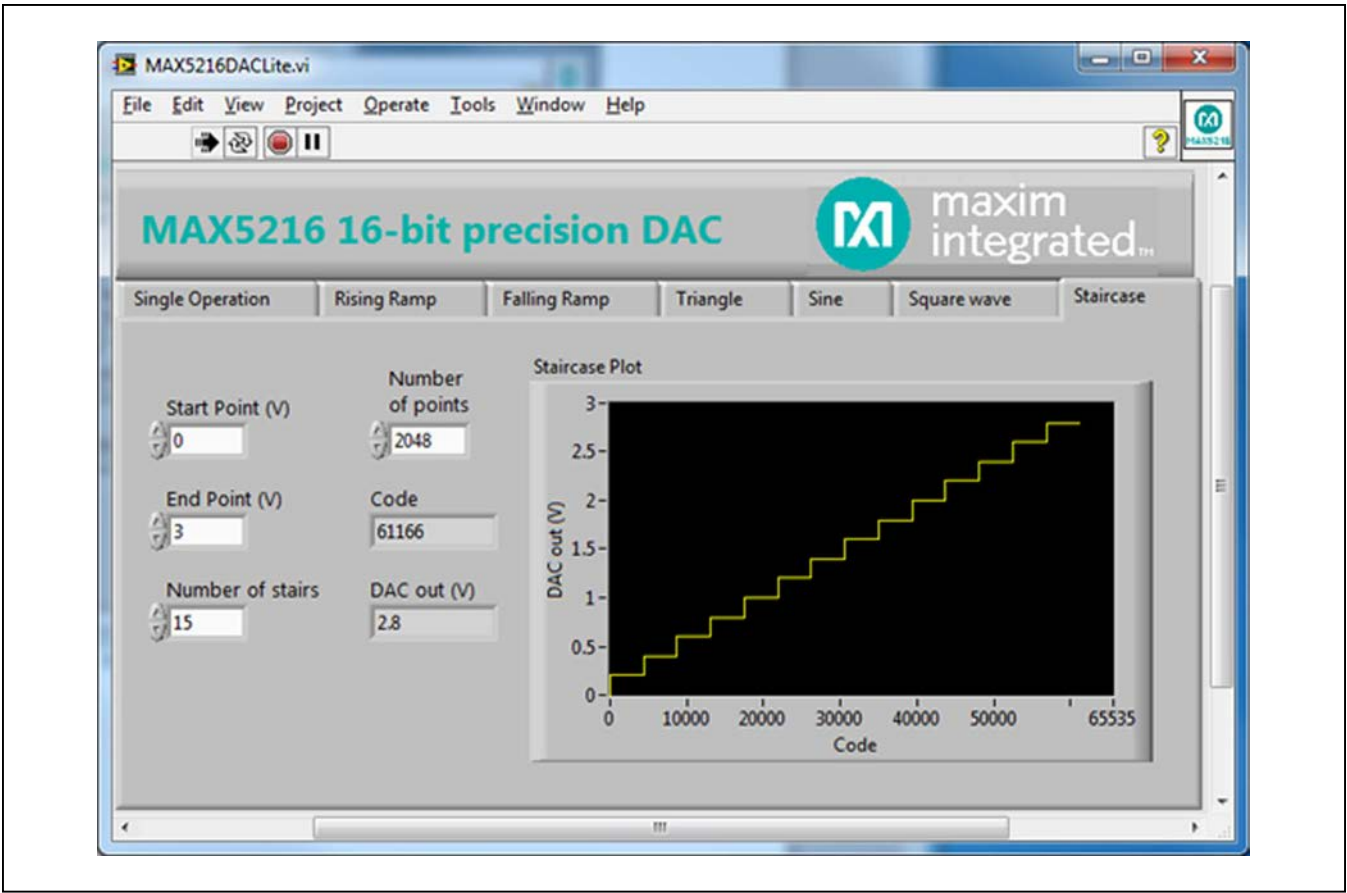 MAX5216DACLite.vi
File Edit View Project Operate Tools Window Help
MAX5216
MAX5216 16-bit precision DAC
maxim
integrated™
Single Operation Rising Ramp Falling Ramp Triangle Sine Square wave Staircase
Start Point (V)
0
End Point (V)
3
Number of stairs
15
Number
of points
2048
Code
61166
DAC out (V)
2.8
Staircase Plot
3
2.5
2
1.5
1
0.5
0
DAC out (V)
0 10000 20000 30000 40000 50000 65535
Code